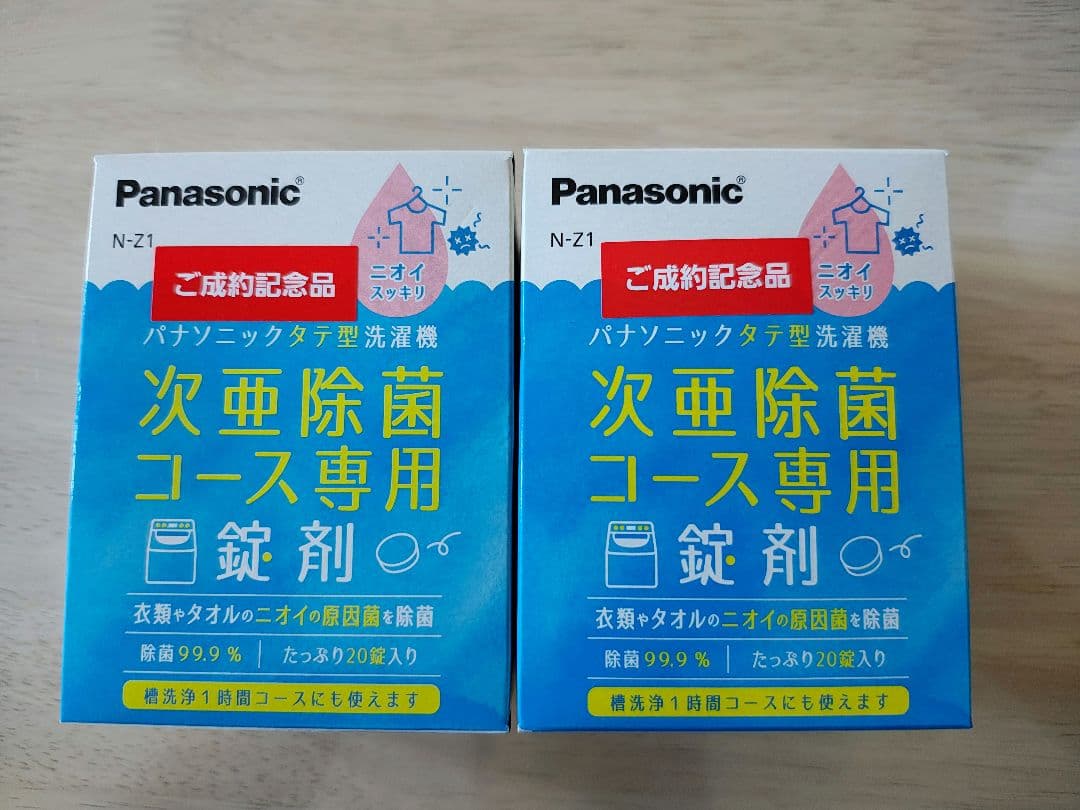 Panasonic®
N-Z1
ご成約記念品
ニオイ
スッキリ
パナソニックタテ型洗濯機
次亜除菌
コース専用
錠剤
衣類やタオルのニオイの原因菌を除菌
除菌99.9% たっぷり20錠入り
槽洗浄1時間コースにも使えます
Panasonic®
N-Z1
ご成約記念品
ニオイ
スッキリ
パナソニックタテ型洗濯機
次亜除菌
コース専用
錠剤
衣類やタオルのニオイの原因菌を除菌
除菌99.9% たっぷり20錠入り
槽洗浄1時間コースにも使えます